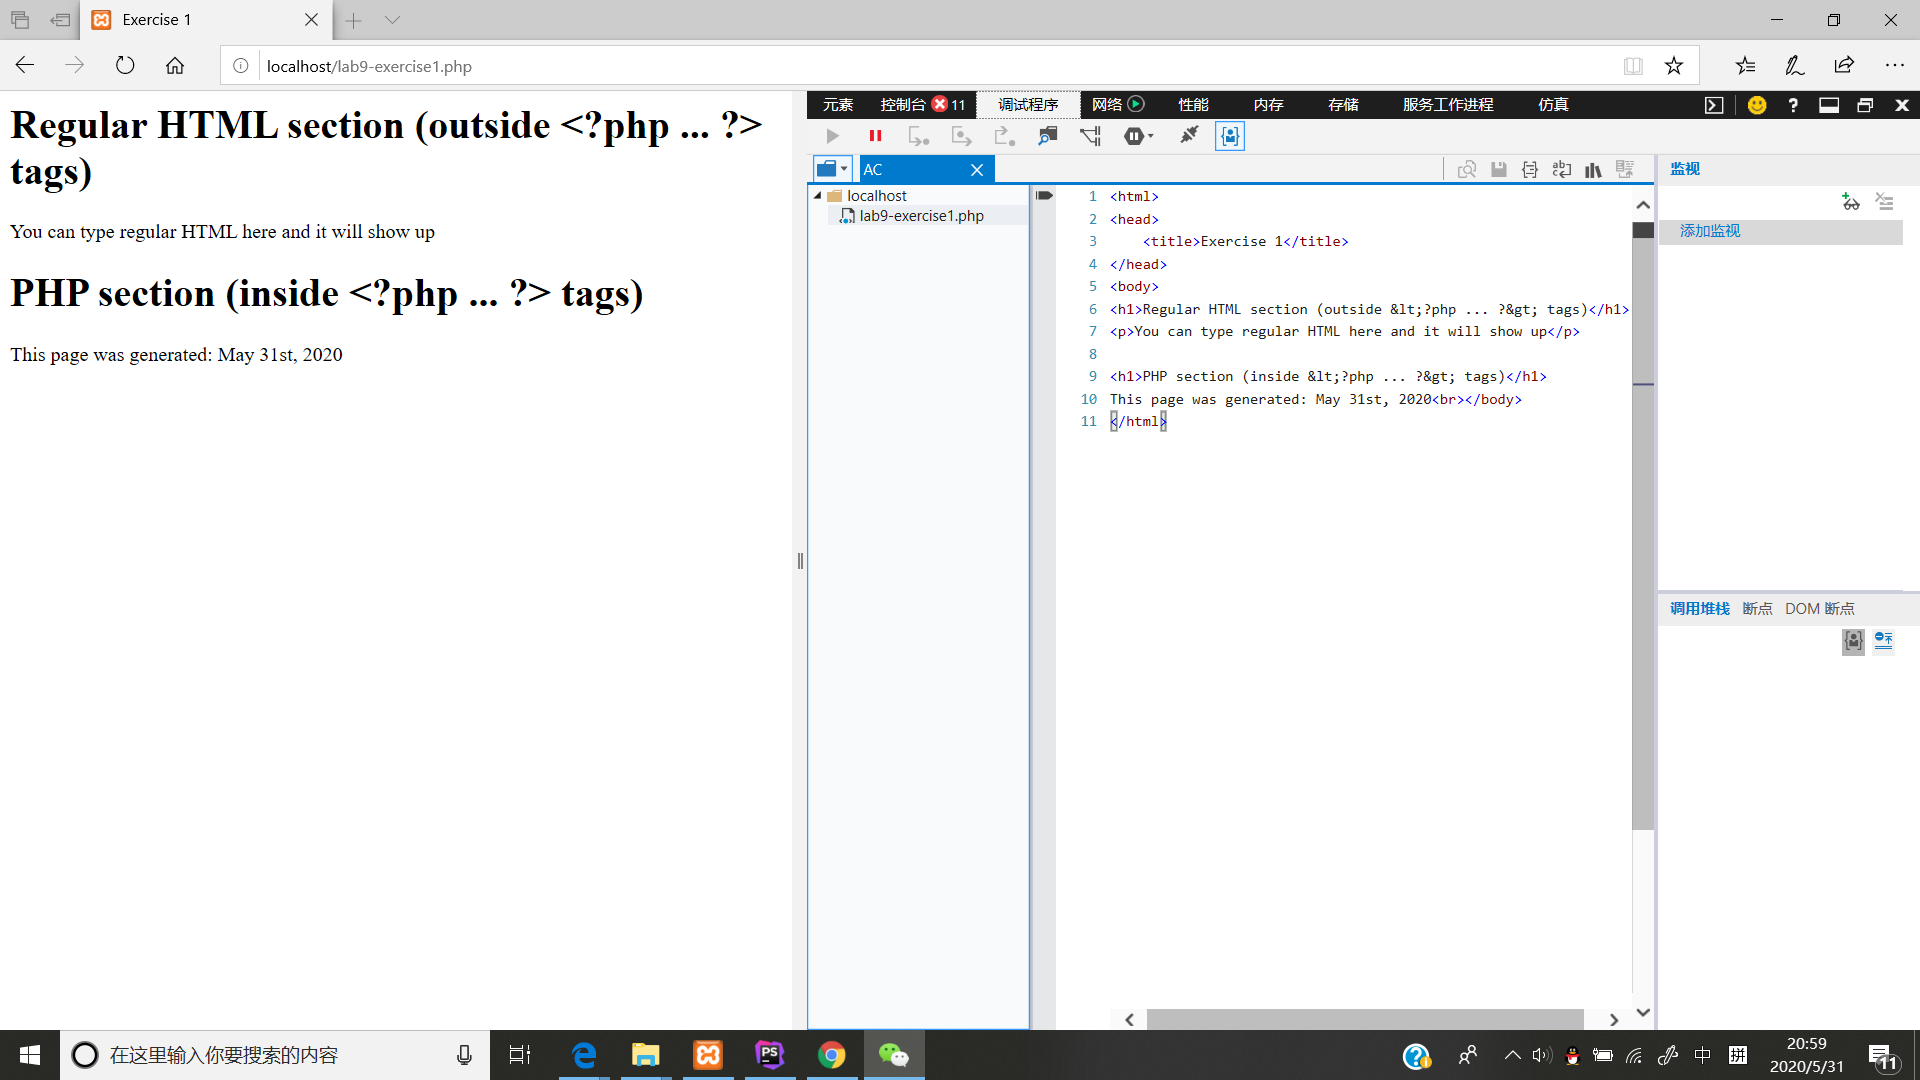 Exercise 1
localhost/lab9-exercise1.php
Regular HTML section (outside <?php ... ?>
tags)
You can type regular HTML here and it will show up
PHP section (inside <?php ... ?> tags)
This page was generated: May 31st, 2020
元素 控制台 11 调试程序 网络 性能 内存 存储 服务工作进程 仿真
AC
localhost
lab9-exercise1.php
1 <html>
2 <head>
3     <title>Exercise 1</title>
4 </head>
5 <body>
6 <h1>Regular HTML section (outside &lt;?php ... ?&gt; tags)</h1>
7 <p>You can type regular HTML here and it will show up</p>
8
9 <h1>PHP section (inside &lt;?php ... ?&gt; tags)</h1>
10 This page was generated: May 31st, 2020<br></body>
11 </html>
监视
添加监视
调用堆栈 断点 DOM 断点
在这里输入你要搜索的内容
PS
中 拼
20:59
2020/5/31
11